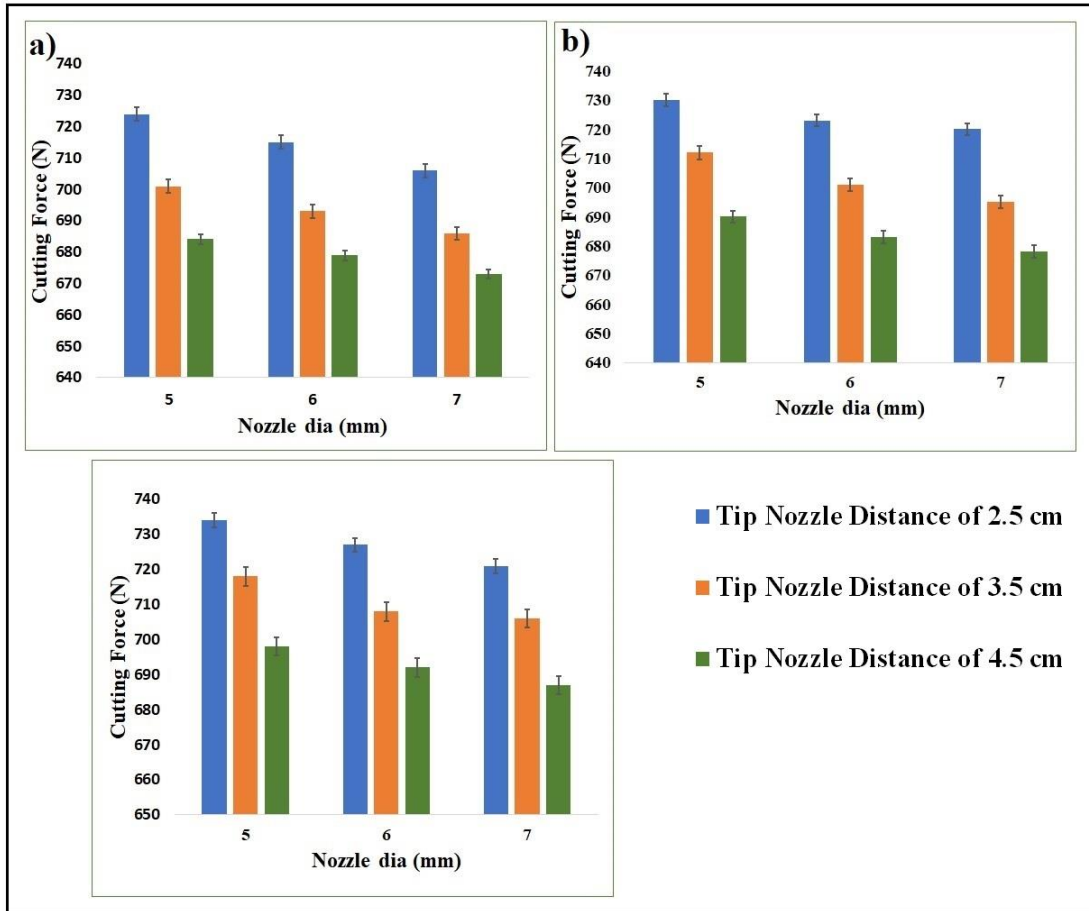 a)
Cutting Force (N)
740
730
720
710
700
690
680
670
660
650
640
5 6 7
Nozzle dia (mm)
b)
Cutting Force (N)
740
730
720
710
700
690
680
670
660
650
640
5 6 7
Nozzle dia (mm)
Cutting Force (N)
740
730
720
710
700
690
680
670
660
650
5 6 7
Nozzle dia (mm)
Tip Nozzle Distance of 2.5 cm
Tip Nozzle Distance of 3.5 cm
Tip Nozzle Distance of 4.5 cm